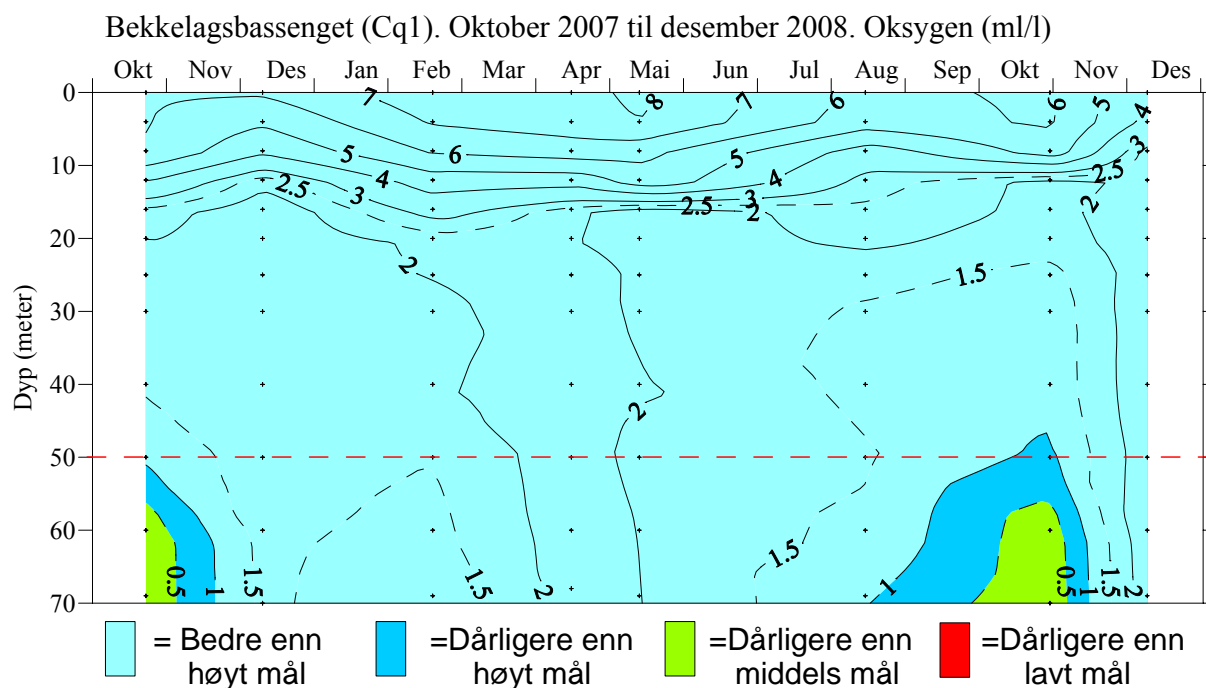 Bekkelagsbassenget (Cq1). Oktober 2007 til desember 2008. Oksygen (ml/l)
Okt Nov Des Jan Feb Mar Apr Mai Jun Jul Aug Sep Okt Nov Des
0
10
20
30
40
50
60
70
Dyp (meter)
7 8 7 6 6 5 4
6 5 3
5 4
4 2.5
2.5 3 3
2.5 2 2
2 1.5
2
1.5
0.5 1 1.5 1.5 2 1 0.5 1 1.5 2
= Bedre enn høyt mål
=Dårligere enn høyt mål
=Dårligere enn middels mål
=Dårligere enn lavt mål